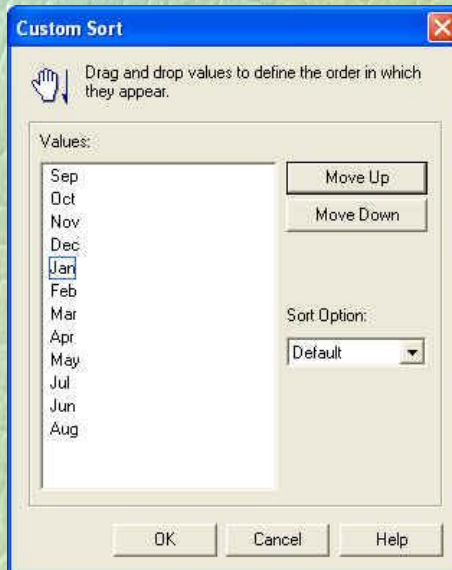 Custom Sort
Drag and drop values to define the order in which
they appear.
Values:
Sep
Oct
Nov
Dec
Jan
Feb
Mar
Apr
May
Jul
Jun
Aug
Move Up
Move Down
Sort Option:
Default
OK
Cancel
Help